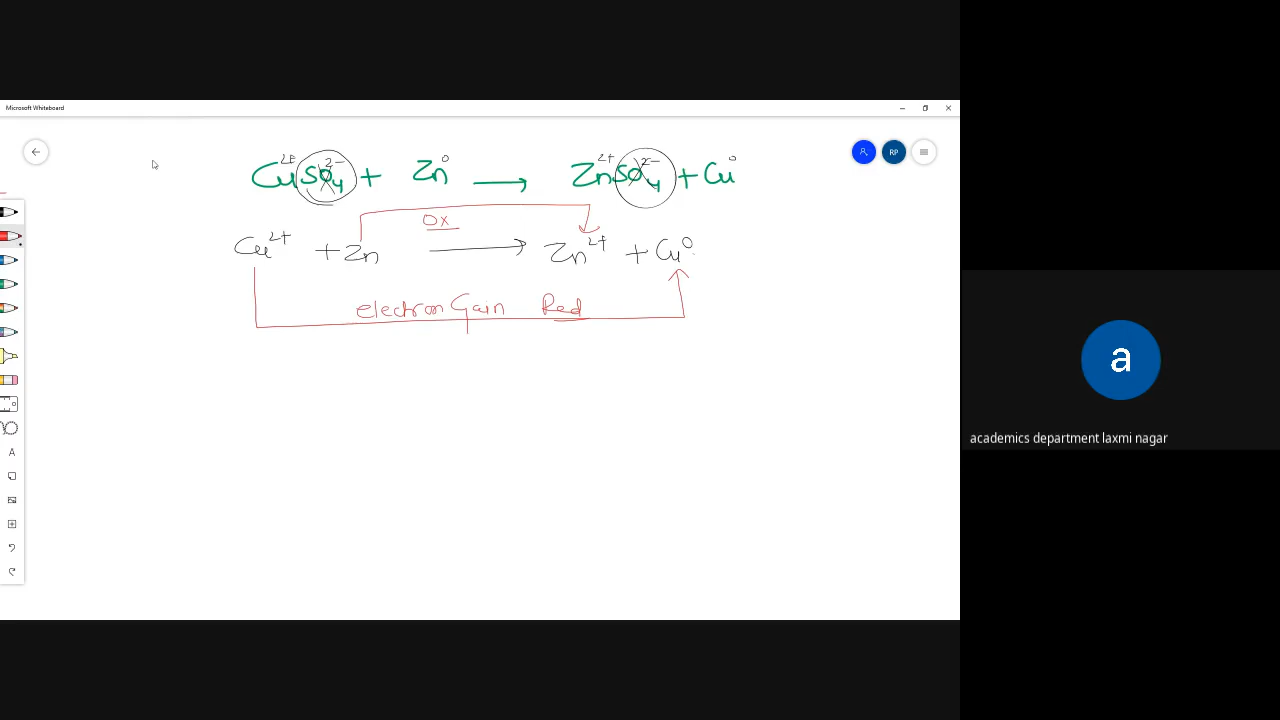 Microsoft Whiteboard
RP
Cu²⁺SO₄²⁻ + Zn⁰ → Zn²⁺SO₄²⁻ + Cu⁰
Ox
Cu²⁺ + Zn → Zn²⁺ + Cu⁰
electron Gain Red
A
a
academics department laxmi nagar